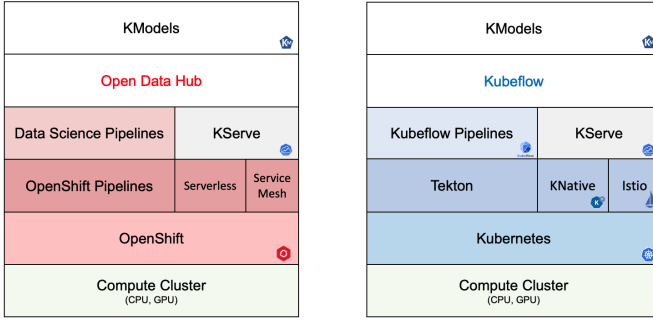 KModels
Open Data Hub
Data Science Pipelines
KServe
OpenShift Pipelines
Serverless
Service
Mesh
OpenShift
Compute Cluster
(CPU, GPU)
KModels
Kubeflow
Kubeflow Pipelines
KServe
Tekton
KNative
Istio
Kubernetes
Compute Cluster
(CPU, GPU)